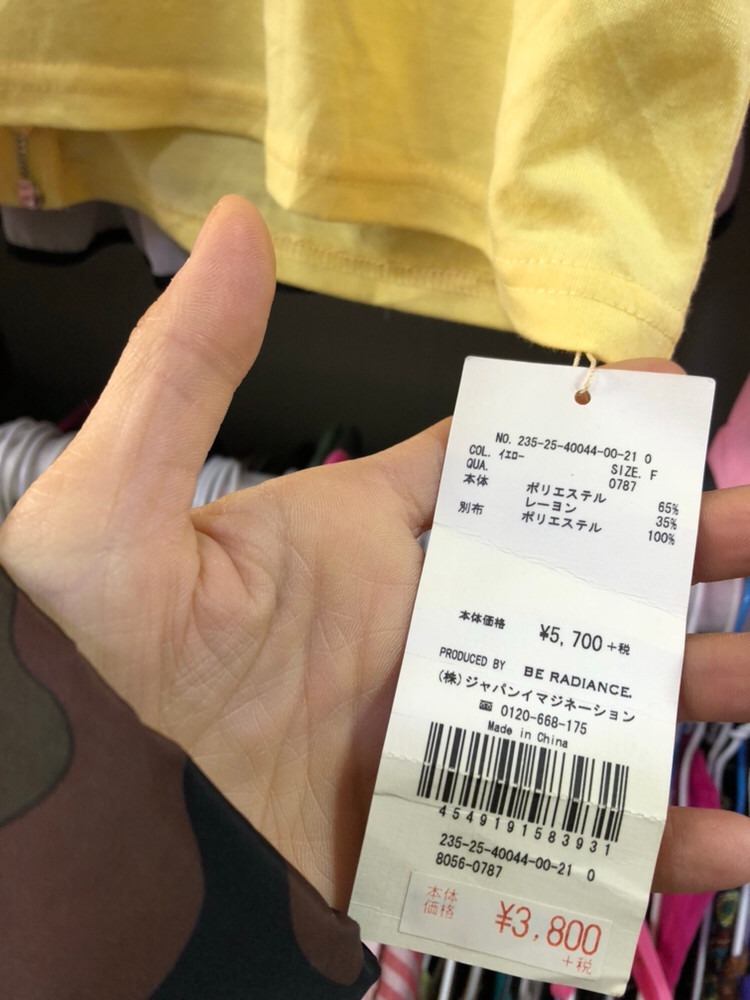 NO. 235-25-40044-00-21 0
COL. イエロー SIZE. F
QUA. 0787
本体 ポリエステル 65%
レーヨン 35%
別布 ポリエステル 100%
本体価格 ¥5,700+税
PRODUCED BY BE RADIANCE.
(株)ジャパンイマジネーション
0120-668-175
Made in China
4549191583931
235-25-40044-00-21 0
8056-0787
本体
価格 ¥3,800
+税